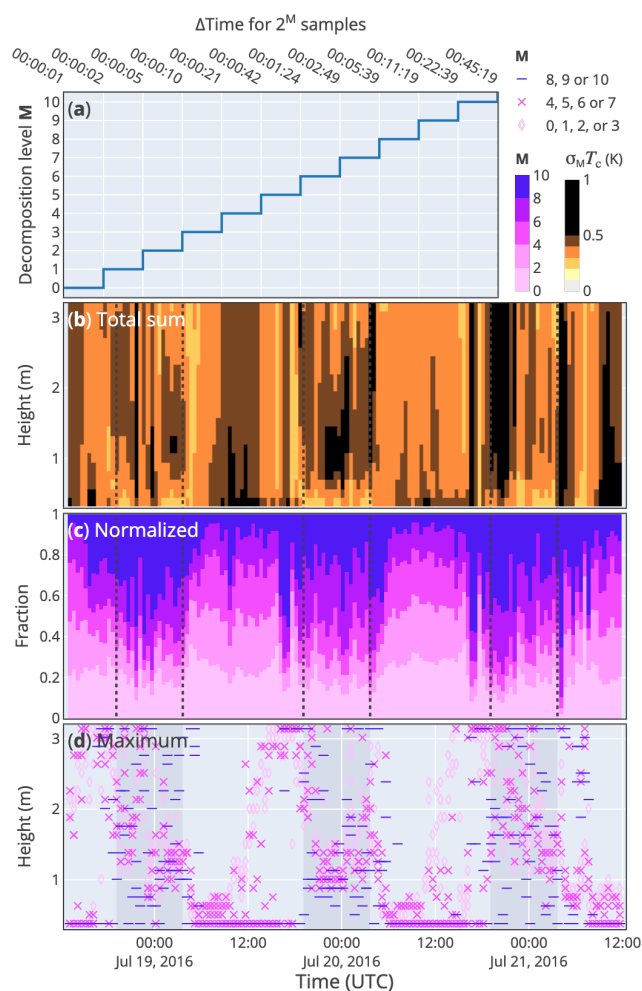 ΔTime for 2^M samples
00:00:01
00:00:02
00:00:05
00:00:10
00:00:21
00:00:42
00:01:24
00:02:49
00:05:39
00:11:19
00:22:39
00:45:19
(a)
Decomposition level M
10
9
8
7
6
5
4
3
2
1
0
M
8, 9 or 10
4, 5, 6 or 7
0, 1, 2, or 3
M
10
8
6
4
2
0
σ_M T_c (K)
1
0.5
0
(b) Total sum
Height (m)
3
2
1
(c) Normalized
Fraction
1
0.8
0.6
0.4
0.2
0
(d) Maximum
Height (m)
3
2
1
00:00 12:00 00:00 12:00 00:00 12:00
Jul 19, 2016 Jul 20, 2016 Jul 21, 2016
Time (UTC)